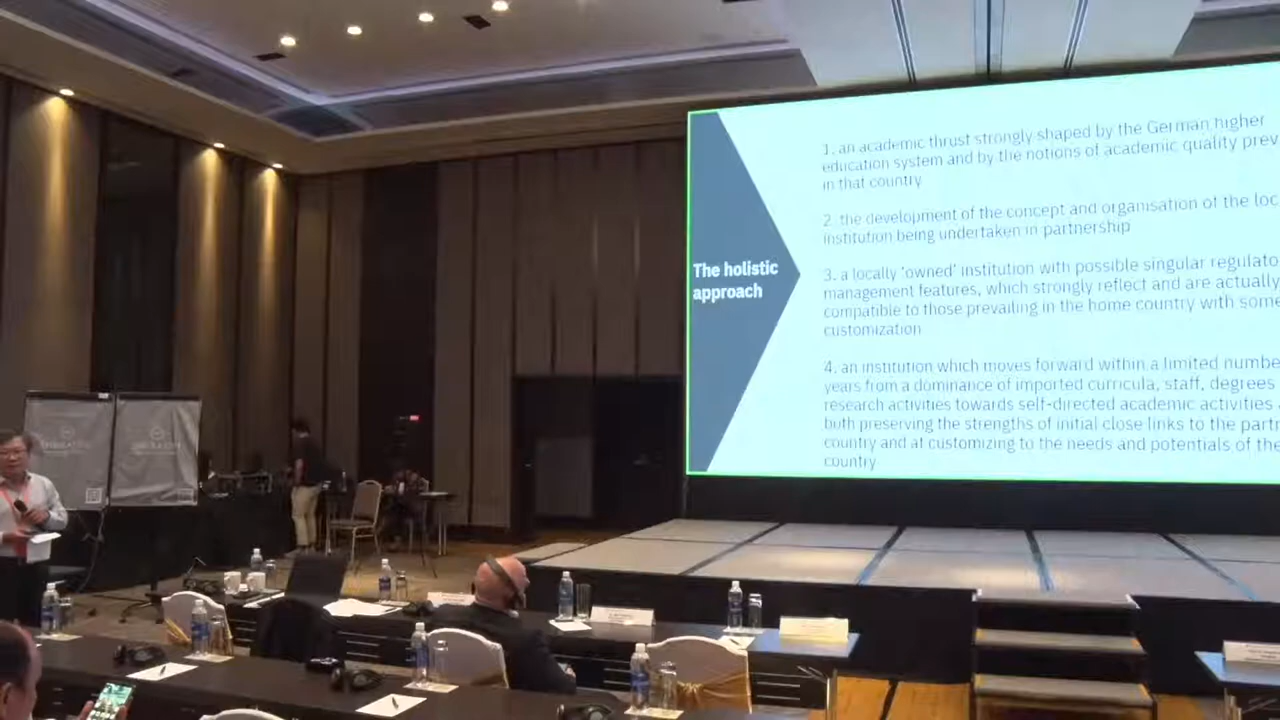 The holistic
approach
1. an academic thrust strongly shaped by the German higher
education system and by the notions of academic quality
in that country
2. the development of the concept and organisation of the
institution being undertaken in partnership
3. a locally 'owned' institution with possible singular
management features, which strongly reflect and are actually
compatible to those prevailing in the home country with some
customization
4. an institution which moves forward within a limited
years from a dominance of imported curricula, staff, degrees
research activities towards self-directed academic activities
both preserving the strengths of initial close links to the
country and at customizing to the needs and potentials of the
country